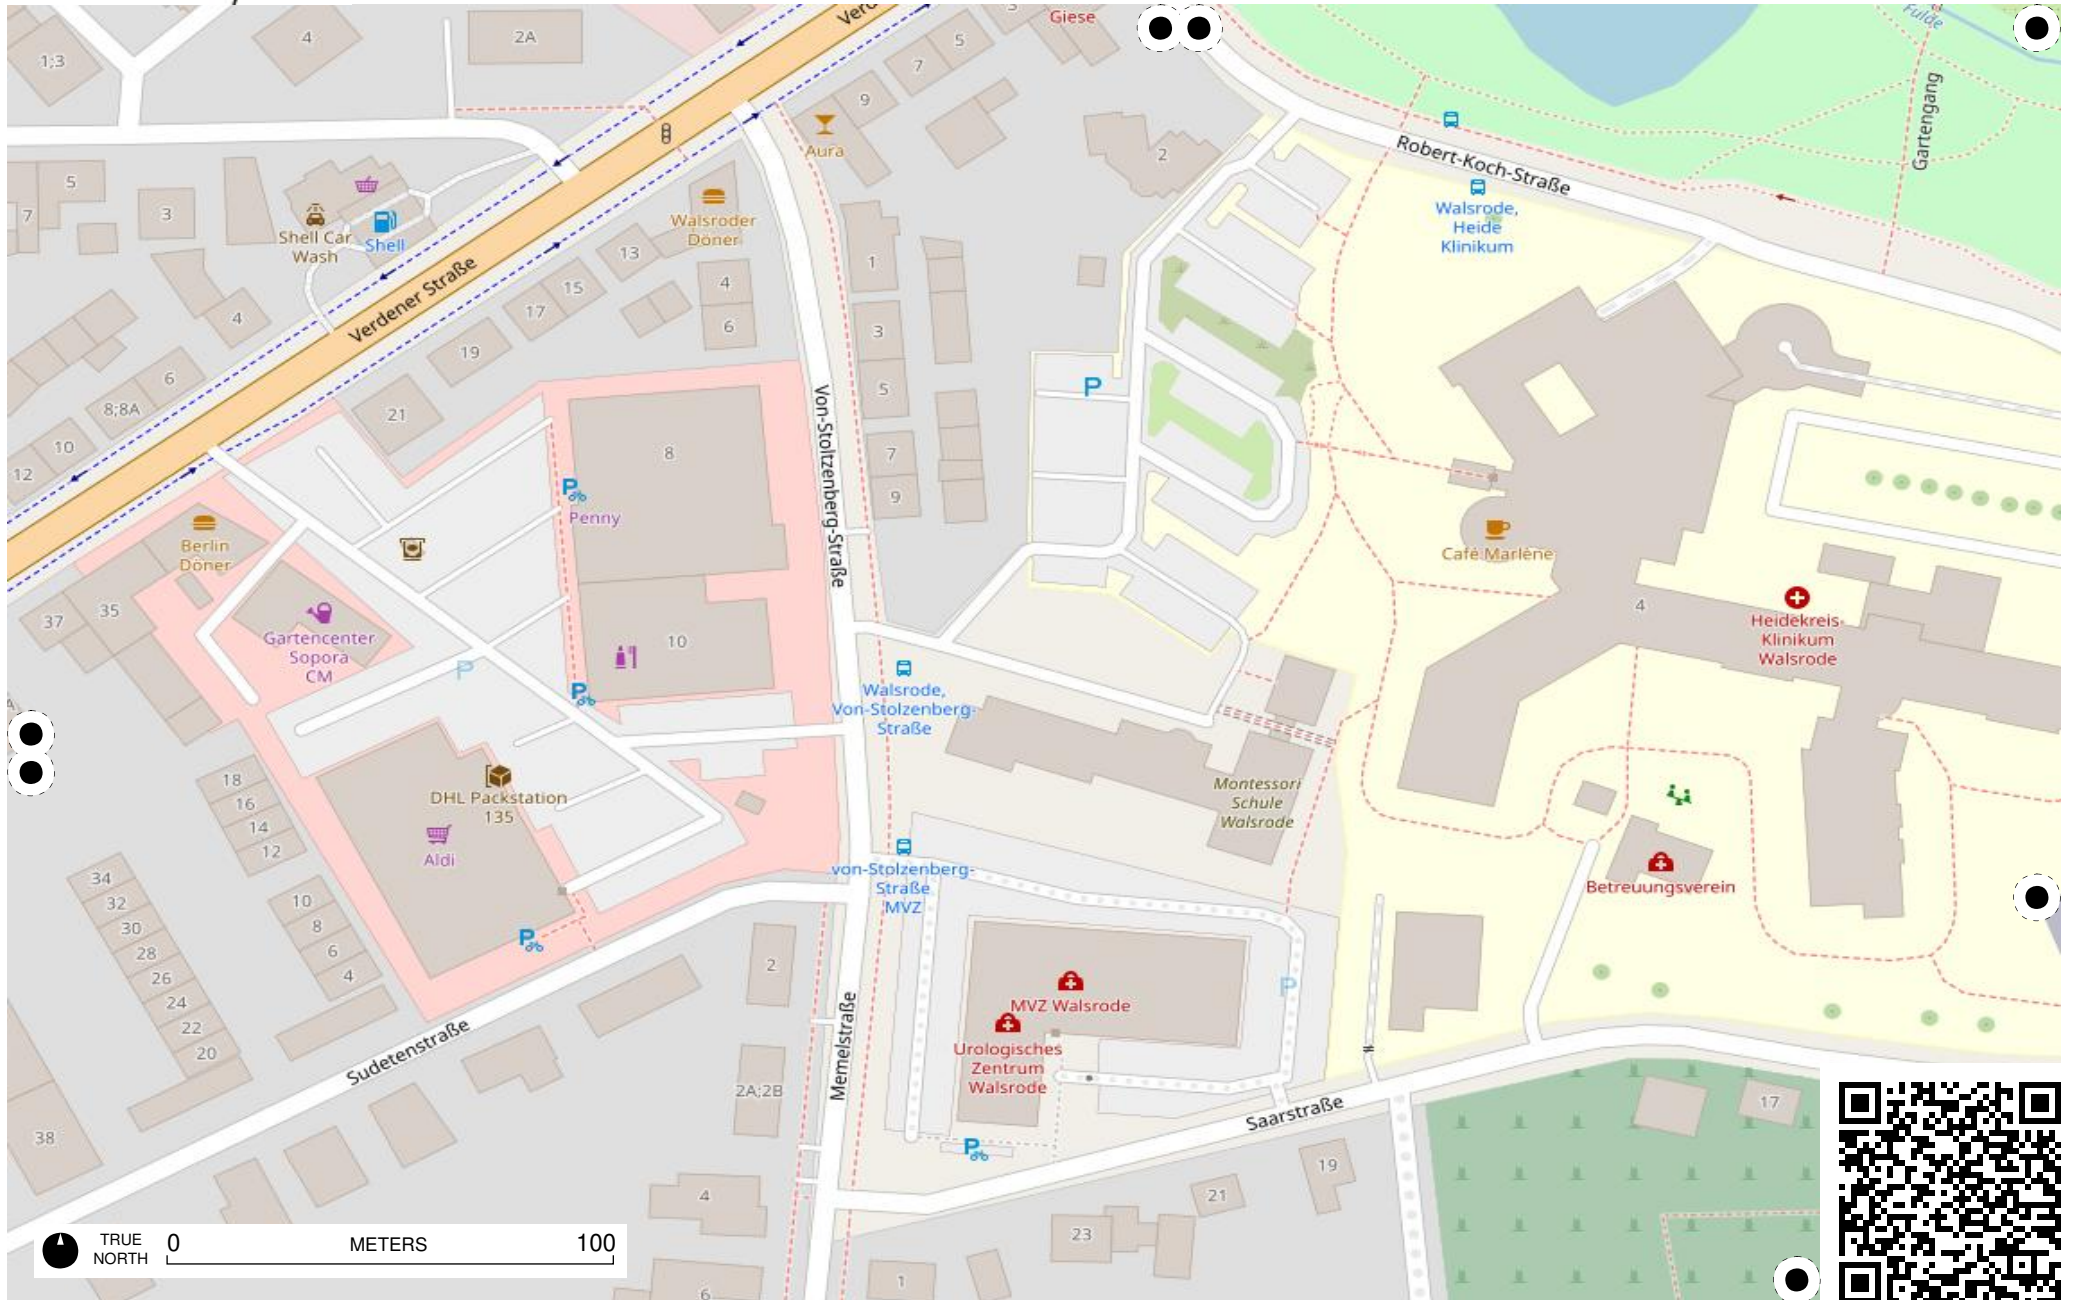 Verd
Giese
Fulde
1;3
4
2A
5
7
9
Aura
2
Gartengang
Robert-Koch-Straße
5
7
3
Shell Car
Wash
Shell
Walsroder
Döner
Walsrode,
Heide
Klinikum
Verdener Straße
13
15
17
19
4
6
1
3
5
7
9
4
6
8;8A
10
12
21
P
8
Von-Stoltzenberg-Straße
P
Penny
Berlin
Döner
Café Marlène
37
35
Gartencenter
Sopora
CM
P
10
P
4
Heidekreis-
Klinikum
Walsrode
Walsrode,
Von-Stolzenberg-
Straße
18
16
14
12
DHL Packstation
135
Aldi
Montessori
Schule
Walsrode
von-Stolzenberg-
Straße
MVZ
Betreuungsverein
34
32
30
28
26
24
22
20
10
8
6
4
P
2
MVZ Walsrode
P
Urologisches
Zentrum
Walsrode
Sudetenstraße
Memelstraße
2A;2B
Saarstraße
17
38
P
4
19
21
23
1
6
TRUE
NORTH
0
METERS
100